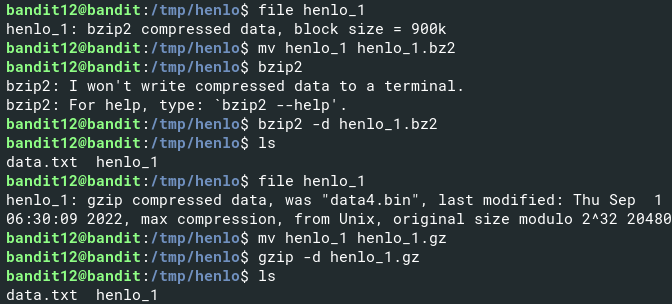 bandit12@bandit:/tmp/henlo$ file henlo_1
henlo_1: bzip2 compressed data, block size = 900k
bandit12@bandit:/tmp/henlo$ mv henlo_1 henlo_1.bz2
bandit12@bandit:/tmp/henlo$ bzip2
bzip2: I won't write compressed data to a terminal.
bzip2: For help, type: `bzip2 --help'.
bandit12@bandit:/tmp/henlo$ bzip2 -d henlo_1.bz2
bandit12@bandit:/tmp/henlo$ ls
data.txt  henlo_1
bandit12@bandit:/tmp/henlo$ file henlo_1
henlo_1: gzip compressed data, was "data4.bin", last modified: Thu Sep  1
06:30:09 2022, max compression, from Unix, original size modulo 2^32 20480
bandit12@bandit:/tmp/henlo$ mv henlo_1 henlo_1.gz
bandit12@bandit:/tmp/henlo$ gzip -d henlo_1.gz
bandit12@bandit:/tmp/henlo$ ls
data.txt  henlo_1